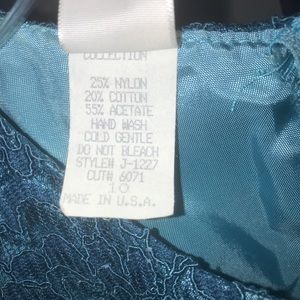 COLLECTION
25% NYLON
20% COTTON
55% ACETATE
HAND WASH
COLD GENTLE
DO NOT BLEACH
STYLE# J-1227
CUT# 6071
10
MADE IN U.S.A.